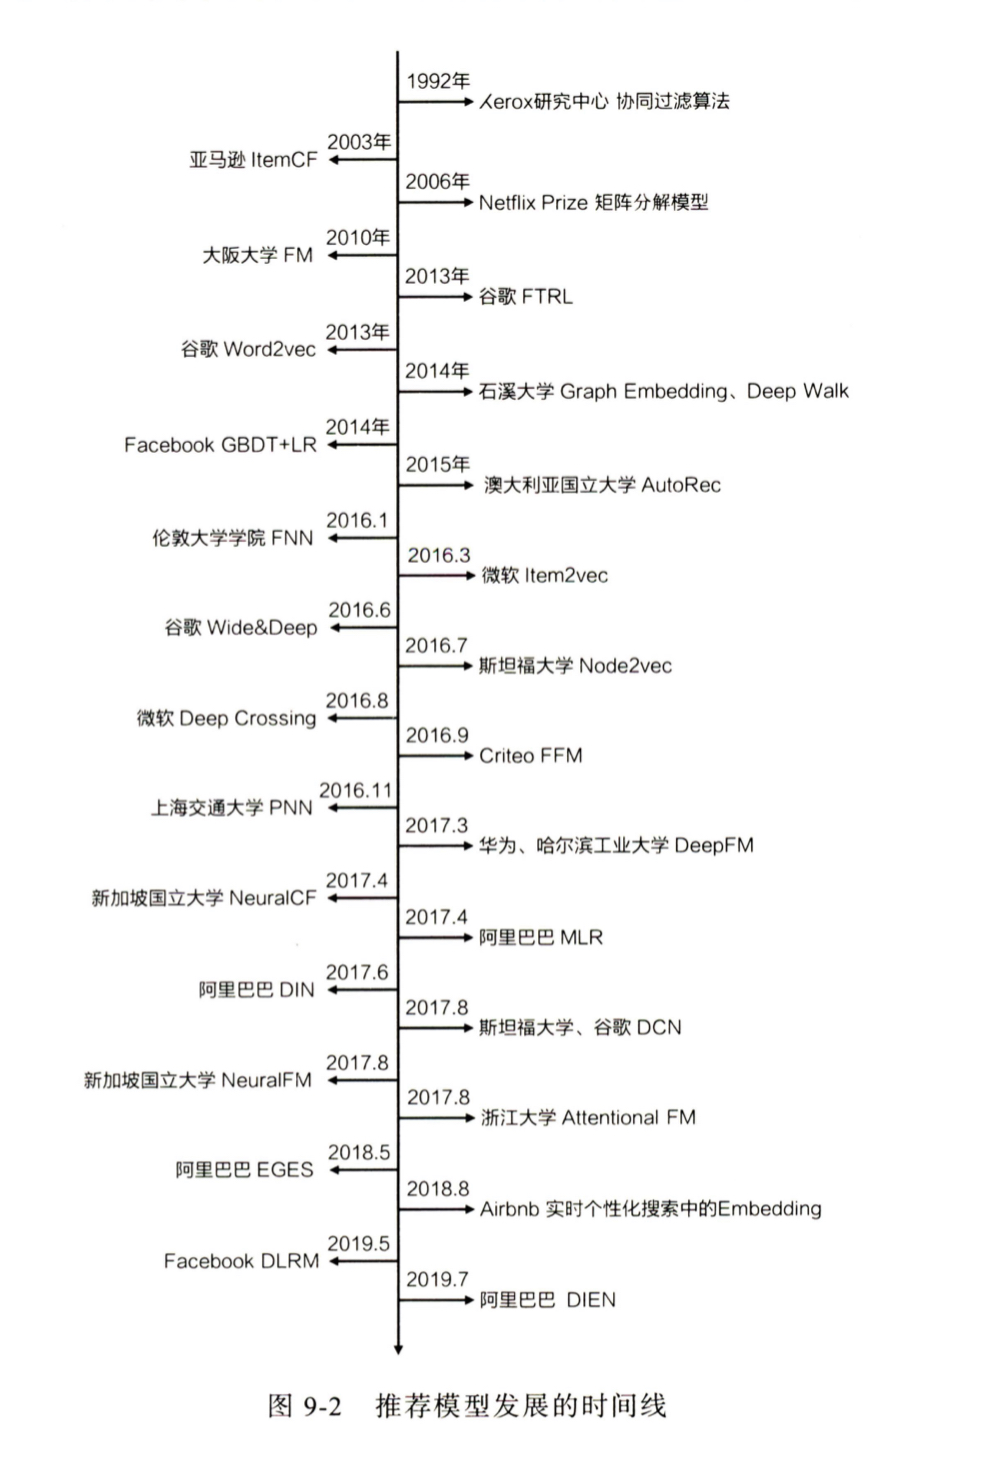 1992年
Xerox研究中心 协同过滤算法
2003年
亚马逊 ItemCF
2006年
Netflix Prize 矩阵分解模型
2010年
大阪大学 FM
2013年
谷歌 FTRL
2013年
谷歌 Word2vec
2014年
石溪大学 Graph Embedding、Deep Walk
2014年
Facebook GBDT+LR
2015年
澳大利亚国立大学 AutoRec
2016.1
伦敦大学学院 FNN
2016.3
微软 Item2vec
2016.6
谷歌 Wide&Deep
2016.7
斯坦福大学 Node2vec
2016.8
微软 Deep Crossing
2016.9
Criteo FFM
2016.11
上海交通大学 PNN
2017.3
华为、哈尔滨工业大学 DeepFM
2017.4
新加坡国立大学 NeuralCF
2017.4
阿里巴巴 MLR
2017.6
阿里巴巴 DIN
2017.8
斯坦福大学、谷歌 DCN
2017.8
新加坡国立大学 NeuralFM
2017.8
浙江大学 Attentional FM
2018.5
阿里巴巴 EGES
2018.8
Airbnb 实时个性化搜索中的Embedding
2019.5
Facebook DLRM
2019.7
阿里巴巴 DIEN
图 9-2 推荐模型发展的时间线